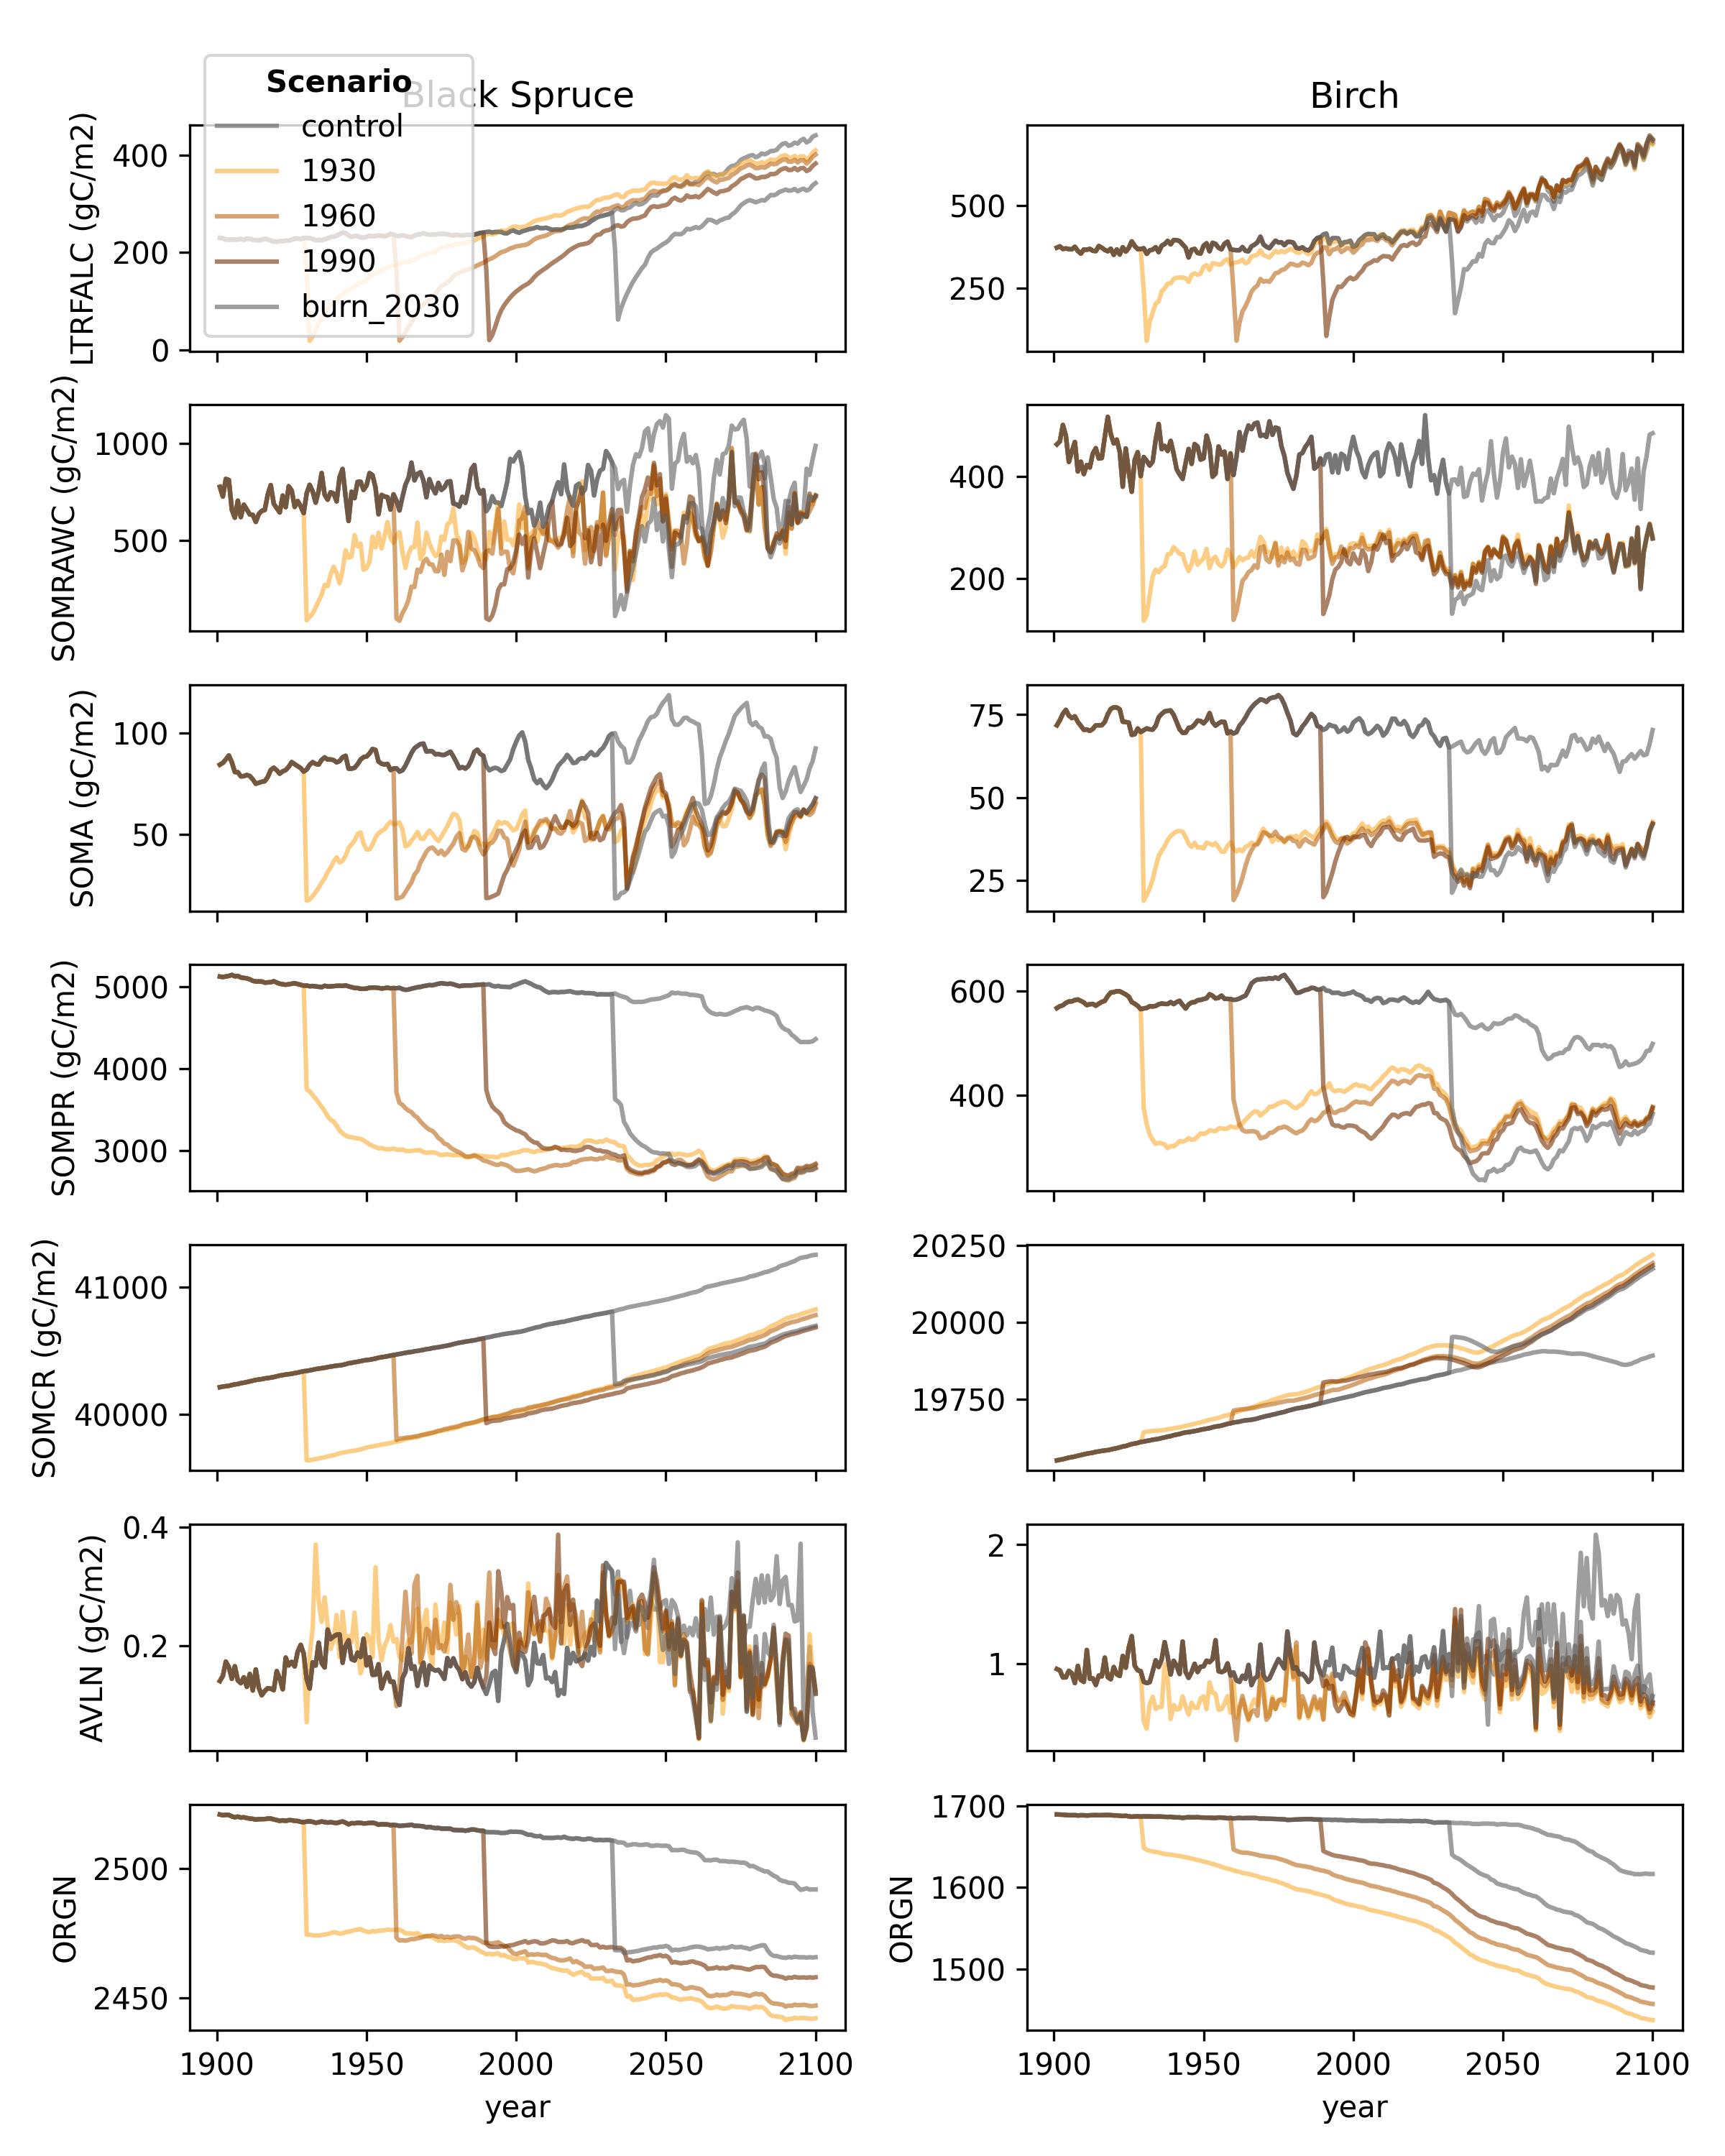 Scenario
control
1930
1960
1990
burn_2030
Black Spruce
Birch
LTRFALC (gC/m2)
400
200
0
500
250
SOMRAWC (gC/m2)
1000
500
400
200
SOMA (gC/m2)
100
50
75
50
25
SOMPR (gC/m2)
5000
4000
3000
600
400
SOMCR (gC/m2)
41000
40000
20250
20000
19750
AVLN (gC/m2)
0.4
0.2
2
1
ORGN
2500
2450
ORGN
1700
1600
1500
1900 1950 2000 2050 2100
year
1900 1950 2000 2050 2100
year